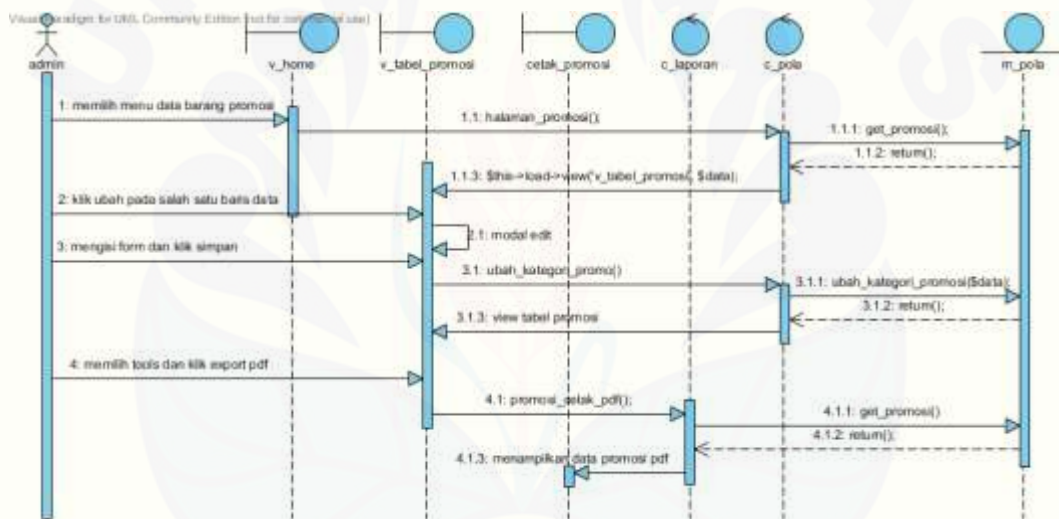 Visual Paradigm for UML Community Edition [not for commercial use]
admin
v_home
v_tabel_promosi
cetak_promosi
c_laporan
c_pola
m_pola
1: memilih menu data barang promosi
1.1: halaman_promosi();
1.1.1: get_promosi();
1.1.2: return();
1.1.3: $this->load->view('v_tabel_promosi', $data);
2: klik ubah pada salah satu baris data
2.1: modal edit
3: mengisi form dan klik simpan
3.1: ubah_kategori_promo()
3.1.1: ubah_kategori_promosi($data);
3.1.2: return();
3.1.3: view tabel promosi
4: memilih tools dan klik export pdf
4.1: promosi_cetak_pdf();
4.1.1: get_promosi()
4.1.2: return();
4.1.3: menampilkan data promosi pdf